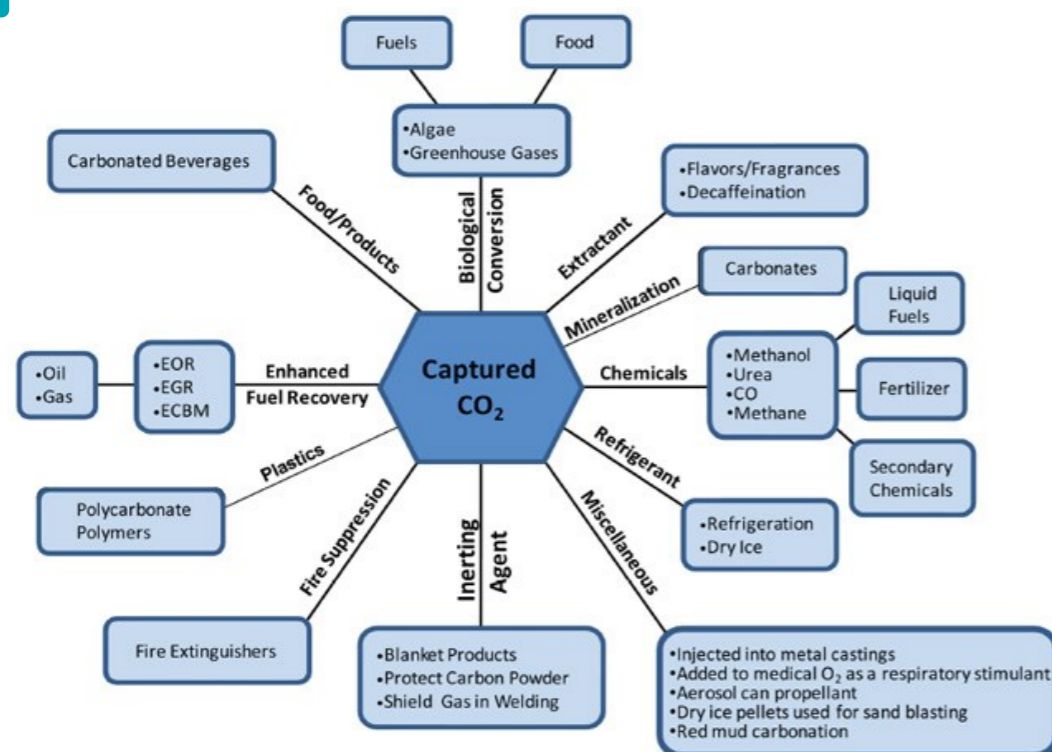 Fuels
Food
•Algae
•Greenhouse Gases
Carbonated Beverages
•Flavors/Fragrances
•Decaffeination
Food/Products
Biological
Conversion
Extractant
Mineralization
Carbonates
Liquid
Fuels
Captured
CO₂
Chemicals
•Methanol
•Urea
•CO
•Methane
Fertilizer
Secondary
Chemicals
•Oil
•Gas
•EOR
•EGR
•ECBM
Enhanced
Fuel Recovery
Plastics
Polycarbonate
Polymers
Refrigerant
•Refrigeration
•Dry Ice
Fire Suppression
Inerting
Agent
Miscellaneous
Fire Extinguishers
•Blanket Products
•Protect Carbon Powder
•Shield Gas in Welding
•Injected into metal castings
•Added to medical O₂ as a respiratory stimulant
•Aerosol can propellant
•Dry ice pellets used for sand blasting
•Red mud carbonation